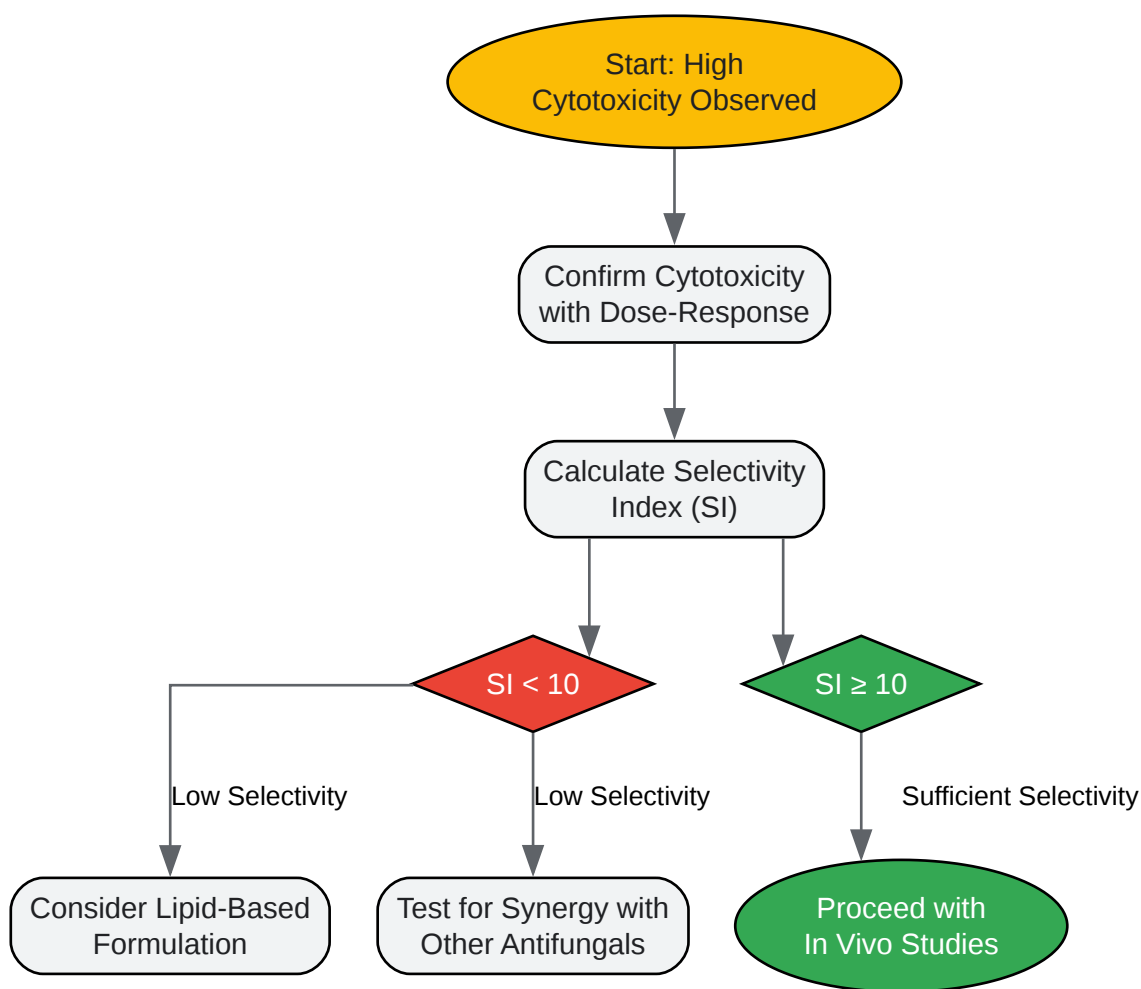 Start: High
Cytotoxicity Observed
Confirm Cytotoxicity
with Dose-Response
Calculate Selectivity
Index (SI)
SI < 10
SI ≥ 10
Low Selectivity
Low Selectivity
Sufficient Selectivity
Consider Lipid-Based
Formulation
Test for Synergy with
Other Antifungals
Proceed with
In Vivo Studies